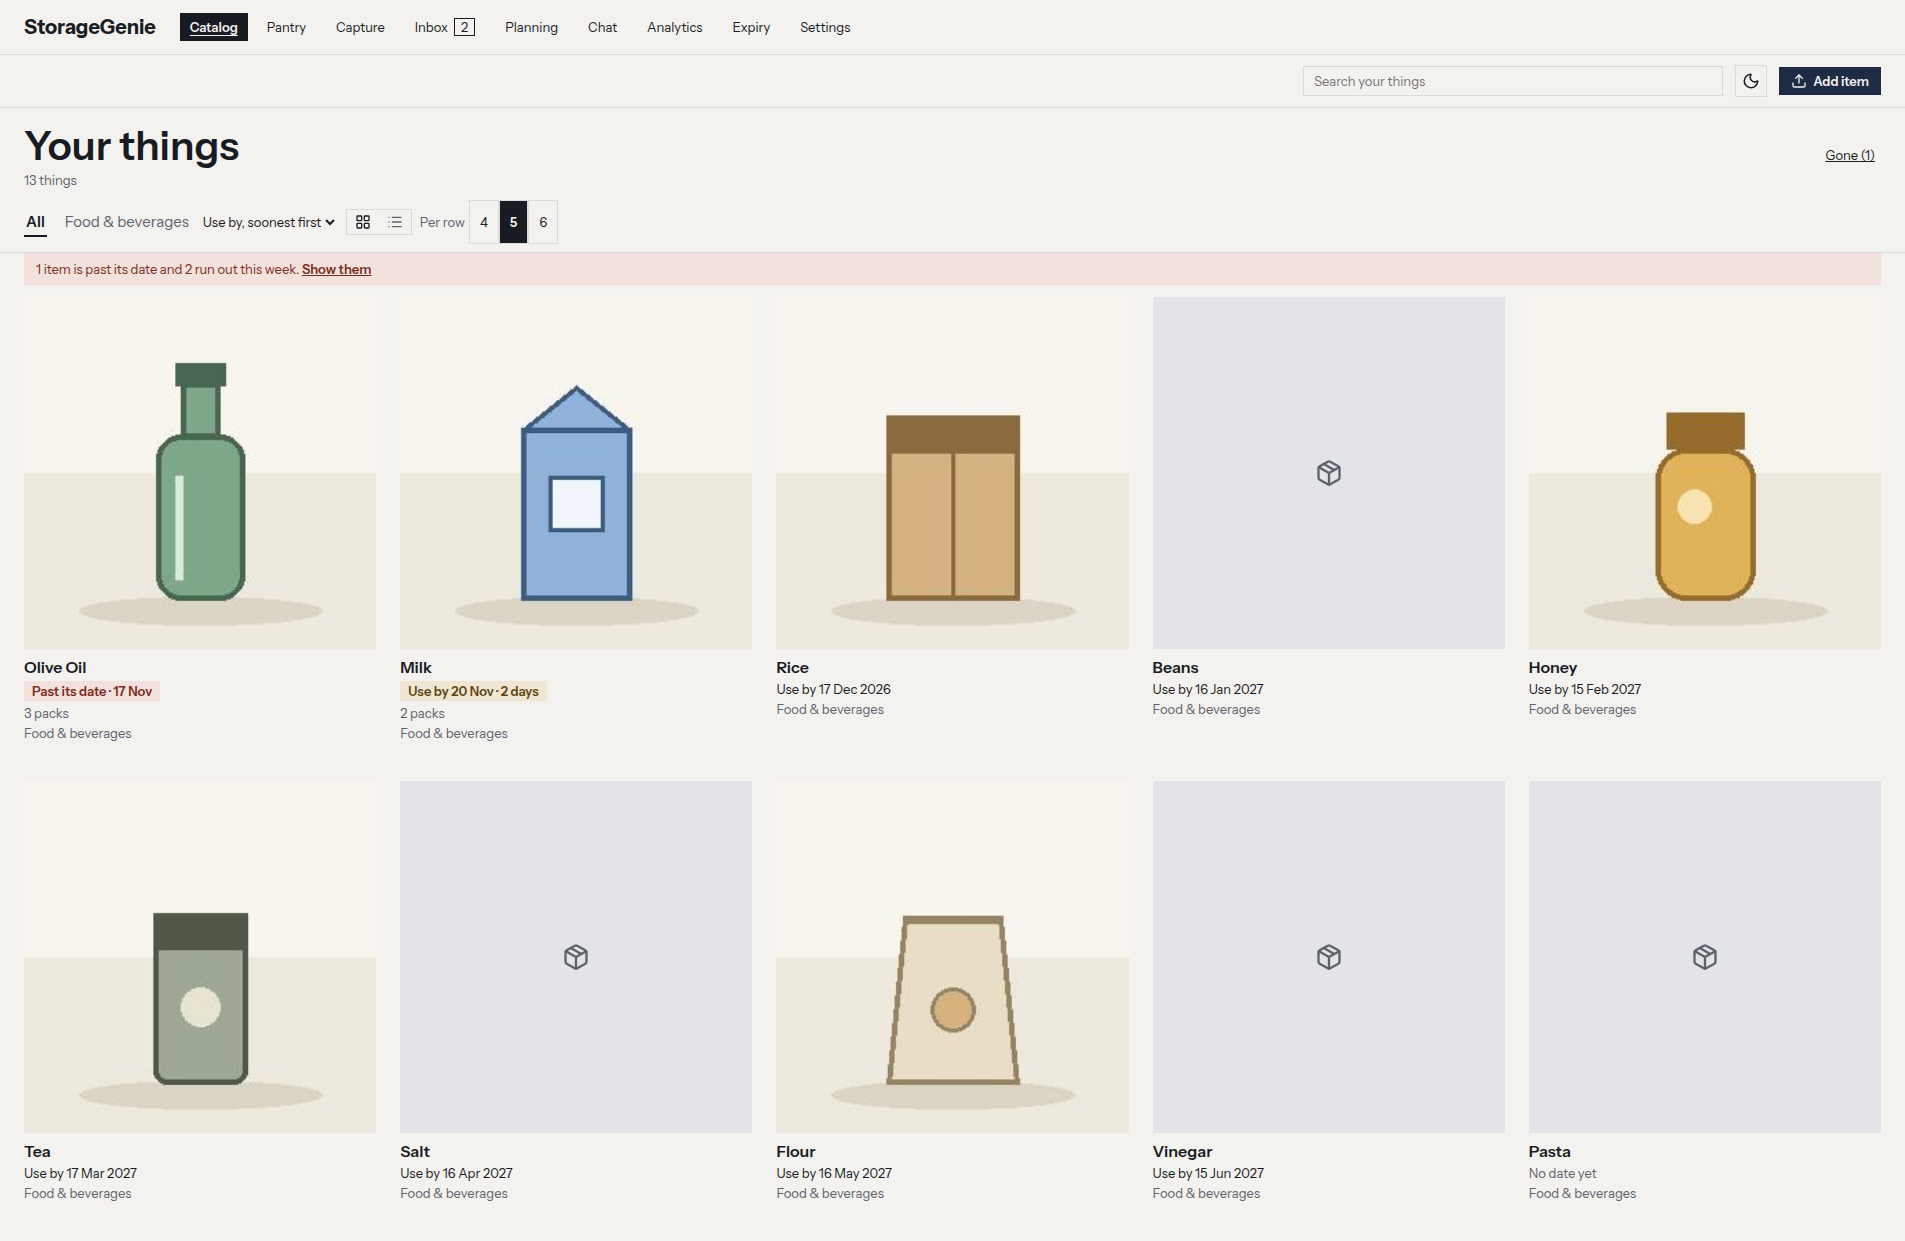 StorageGenie Catalog Pantry Capture Inbox 2 Planning Chat Analytics Expiry Settings
Search your things Add item
Your things
Gone (1)
13 things
All Food & beverages Use by, soonest first Per row 4 5 6
1 item is past its date and 2 run out this week. Show them
Olive Oil
Past its date · 17 Nov
3 packs
Food & beverages
Milk
Use by 20 Nov · 2 days
2 packs
Food & beverages
Rice
Use by 17 Dec 2026
Food & beverages
Beans
Use by 16 Jan 2027
Food & beverages
Honey
Use by 15 Feb 2027
Food & beverages
Tea
Use by 17 Mar 2027
Food & beverages
Salt
Use by 16 Apr 2027
Food & beverages
Flour
Use by 16 May 2027
Food & beverages
Vinegar
Use by 15 Jun 2027
Food & beverages
Pasta
No date yet
Food & beverages